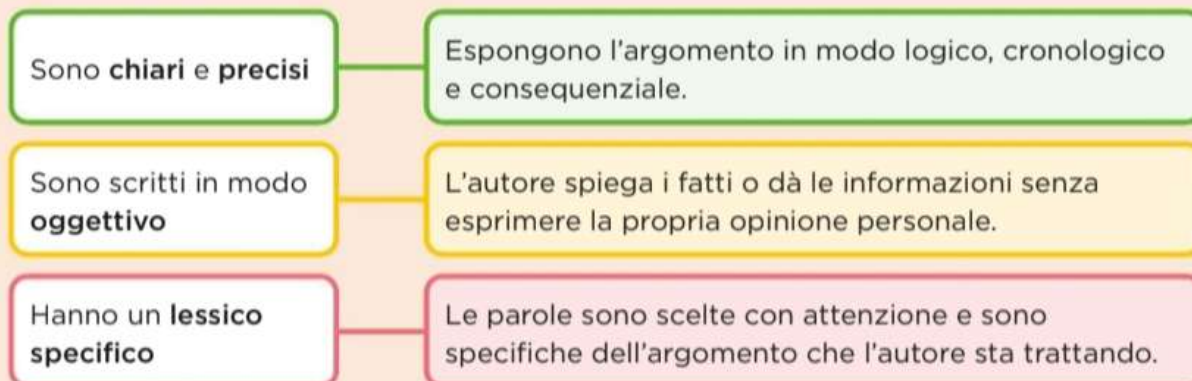 Sono chiari e precisi
Espongono l'argomento in modo logico, cronologico
e consequenziale.
Sono scritti in modo
oggettivo
L'autore spiega i fatti o dà le informazioni senza
esprimere la propria opinione personale.
Hanno un lessico
specifico
Le parole sono scelte con attenzione e sono
specifiche dell'argomento che l'autore sta trattando.